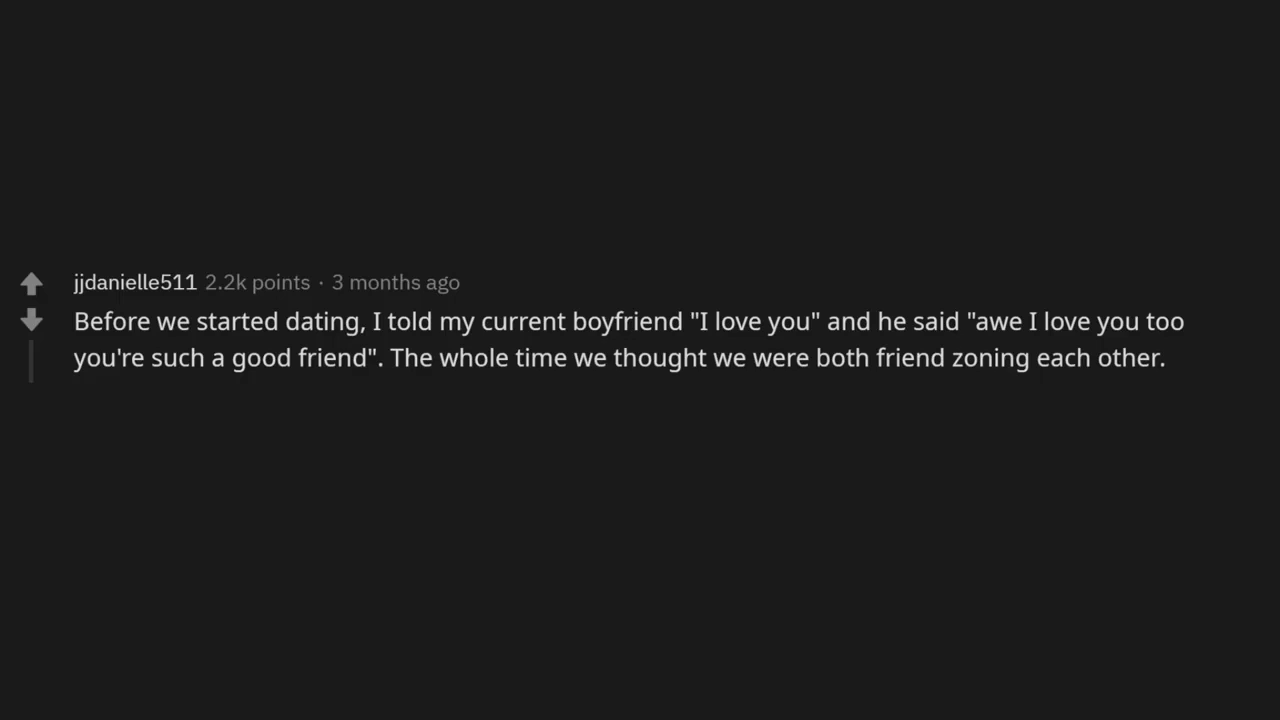 jjdanielle511 2.2k points · 3 months ago
Before we started dating, I told my current boyfriend "I love you" and he said "awe I love you too
you're such a good friend". The whole time we thought we were both friend zoning each other.